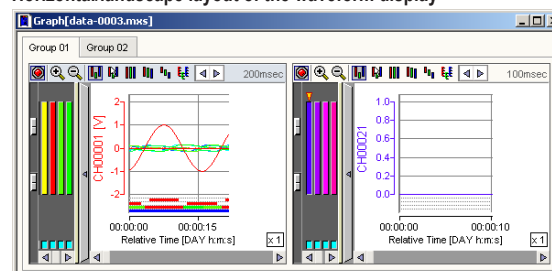 Horizontal/landscape layout of the waveform display
Graph[data-0003.mxs]
Group 01 Group 02
200msec
CH00001 [V]
2
1
0
-1
-2
00:00:00 00:00:15
Relative Time [DAY h:m:s]
x 1
100msec
CH00021
1.0
0.8
0.6
0.4
0.2
0.0
00:00:00 00:00:10
Relative Time [DAY h:m:s]
x 1